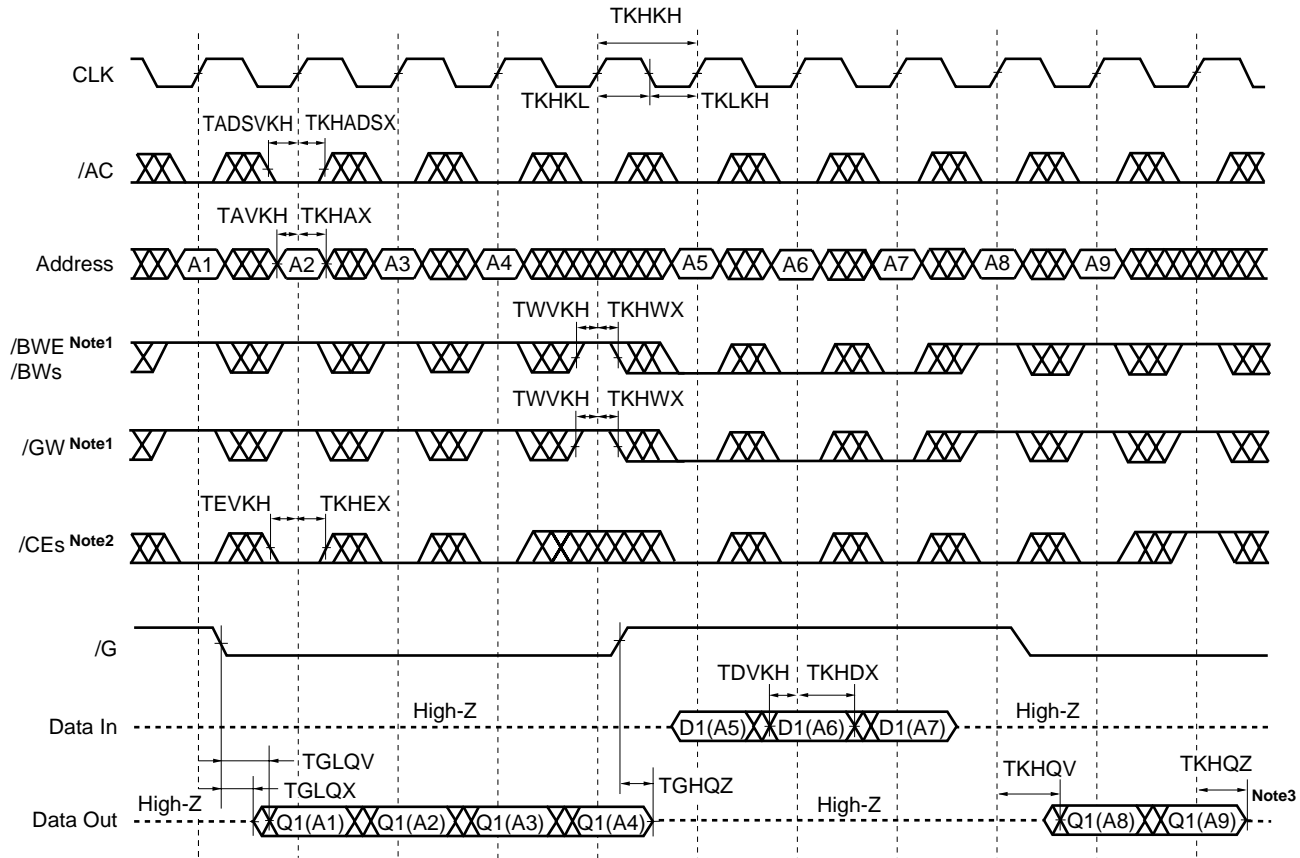 TKHKH
CLK
TKHKL TKLKH
TADSVKH TKHADSX
/AC
TAVKH TKHAX
Address A1 A2 A3 A4 A5 A6 A7 A8 A9
TWVKH TKHWX
/BWE Note1
/BWs
TWVKH TKHWX
/GW Note1
TEVKH TKHEX
/CEs Note2
/G
TDVKH TKHDX
Data In High-Z D1(A5) D1(A6) D1(A7) High-Z
TGLQV
TGLQX
TGHQZ
TKHQV
TKHQZ
Data Out High-Z Q1(A1) Q1(A2) Q1(A3) Q1(A4) High-Z Q1(A8) Q1(A9) Note3